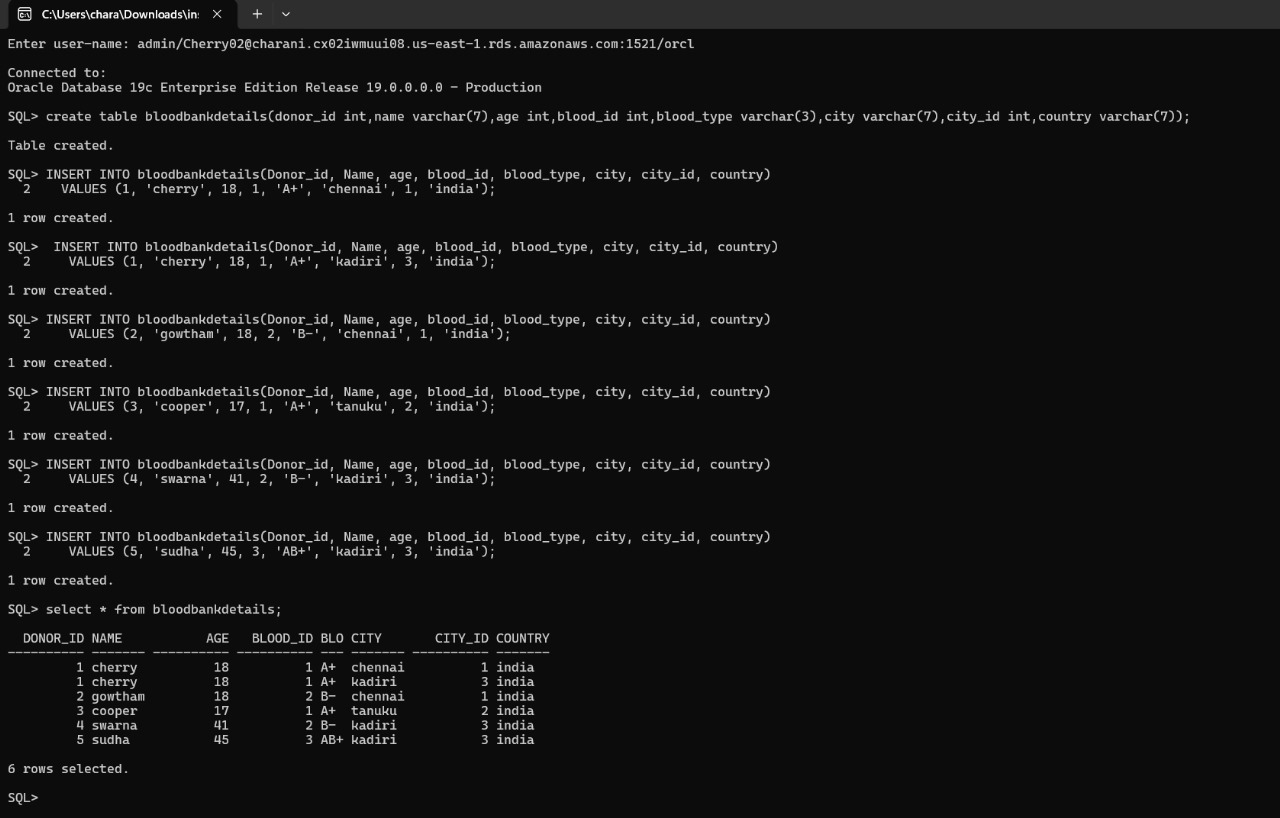 C:\Users\chara\Downloads\in:
Enter user-name: admin/Cherry02@charani.cx02iwmuui08.us-east-1.rds.amazonaws.com:1521/orcl
Connected to:
Oracle Database 19c Enterprise Edition Release 19.0.0.0.0 - Production
SQL> create table bloodbankdetails(donor_id int,name varchar(7),age int,blood_id int,blood_type varchar(3),city varchar(7),city_id int,country varchar(7));
Table created.
SQL> INSERT INTO bloodbankdetails(Donor_id, Name, age, blood_id, blood_type, city, city_id, country)
  2    VALUES (1, 'cherry', 18, 1, 'A+', 'chennai', 1, 'india');
1 row created.
SQL>  INSERT INTO bloodbankdetails(Donor_id, Name, age, blood_id, blood_type, city, city_id, country)
  2     VALUES (1, 'cherry', 18, 1, 'A+', 'kadiri', 3, 'india');
1 row created.
SQL> INSERT INTO bloodbankdetails(Donor_id, Name, age, blood_id, blood_type, city, city_id, country)
  2     VALUES (2, 'gowtham', 18, 2, 'B-', 'chennai', 1, 'india');
1 row created.
SQL> INSERT INTO bloodbankdetails(Donor_id, Name, age, blood_id, blood_type, city, city_id, country)
  2     VALUES (3, 'cooper', 17, 1, 'A+', 'tanuku', 2, 'india');
1 row created.
SQL> INSERT INTO bloodbankdetails(Donor_id, Name, age, blood_id, blood_type, city, city_id, country)
  2     VALUES (4, 'swarna', 41, 2, 'B-', 'kadiri', 3, 'india');
1 row created.
SQL> INSERT INTO bloodbankdetails(Donor_id, Name, age, blood_id, blood_type, city, city_id, country)
  2     VALUES (5, 'sudha', 45, 3, 'AB+', 'kadiri', 3, 'india');
1 row created.
SQL> select * from bloodbankdetails;
  DONOR_ID NAME           AGE   BLOOD_ID BLO CITY       CITY_ID COUNTRY
---------- ------- ---------- ---------- --- ------- ---------- -------
         1 cherry          18          1 A+  chennai          1 india
         1 cherry          18          1 A+  kadiri           3 india
         2 gowtham         18          2 B-  chennai          1 india
         3 cooper          17          1 A+  tanuku           2 india
         4 swarna          41          2 B-  kadiri           3 india
         5 sudha           45          3 AB+ kadiri           3 india
6 rows selected.
SQL>